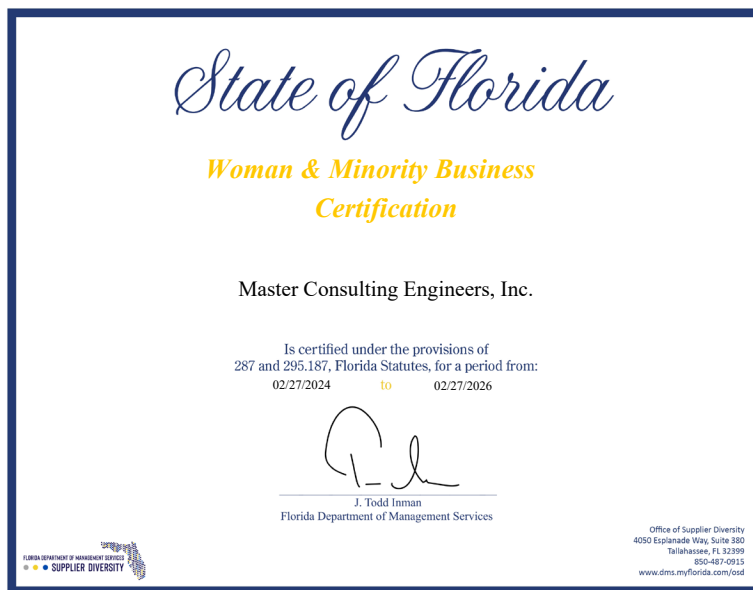 State of Florida
Woman & Minority Business
Certification
Master Consulting Engineers, Inc.
Is certified under the provisions of
287 and 295.187, Florida Statutes, for a period from:
02/27/2024 to 02/27/2026
J. Todd Inman
Florida Department of Management Services
FLORIDA DEPARTMENT OF MANAGEMENT SERVICES
SUPPLIER DIVERSITY
Office of Supplier Diversity
4050 Esplanade Way, Suite 380
Tallahassee, FL 32399
850-487-0915
www.dms.myflorida.com/osd